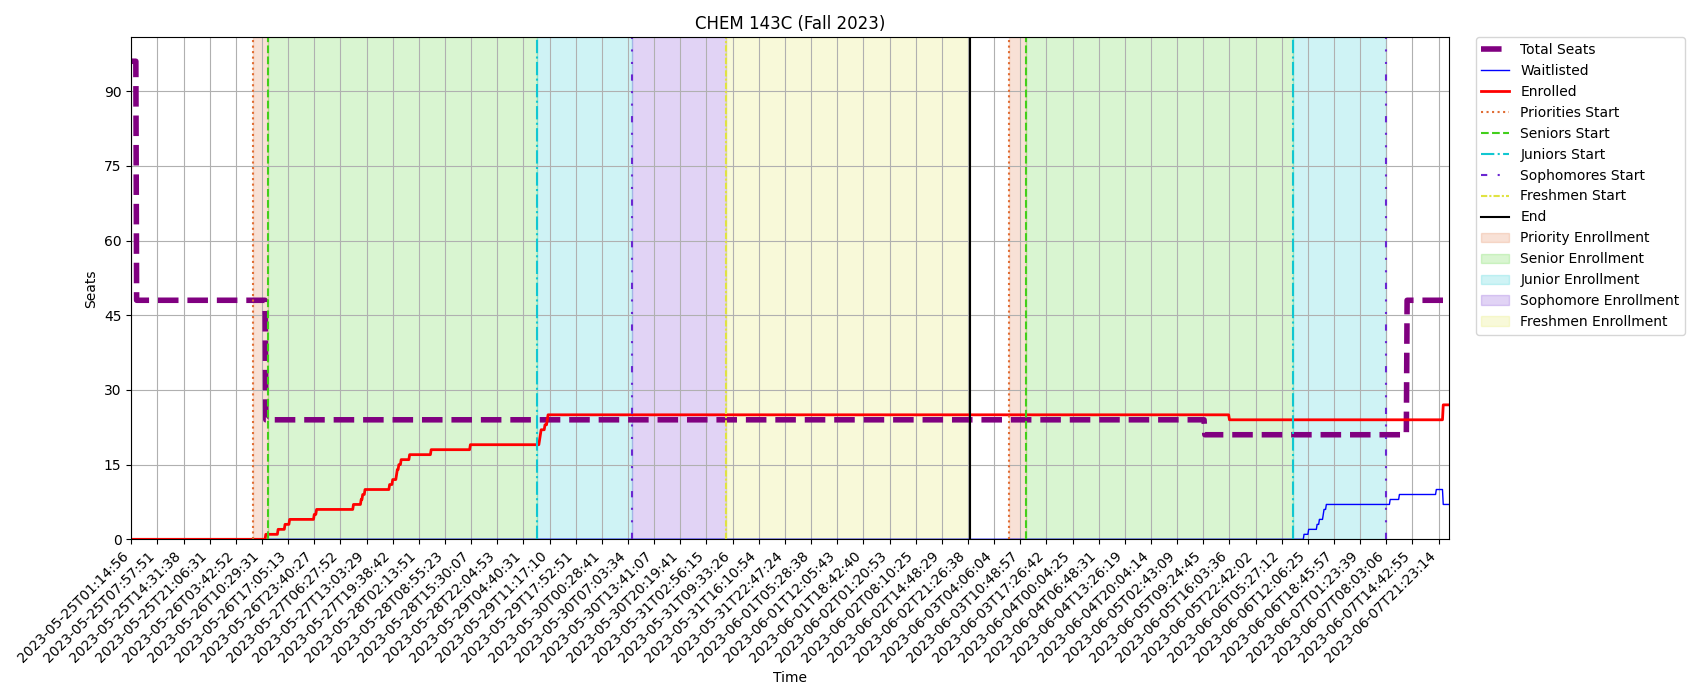 CHEM 143C (Fall 2023)
Seats
90
75
60
45
30
15
0
2023-05-25T01:14:56
2023-05-25T07:57:51
2023-05-25T14:31:38
2023-05-25T21:06:31
2023-05-26T03:42:52
2023-05-26T10:29:31
2023-05-26T17:05:13
2023-05-26T23:40:27
2023-05-27T06:27:52
2023-05-27T13:03:29
2023-05-27T19:38:42
2023-05-28T02:13:51
2023-05-28T08:55:23
2023-05-28T15:30:07
2023-05-28T22:04:53
2023-05-29T04:40:31
2023-05-29T11:17:10
2023-05-29T17:52:51
2023-05-30T00:28:41
2023-05-30T07:03:34
2023-05-30T13:41:07
2023-05-30T20:19:41
2023-05-31T02:56:15
2023-05-31T09:33:26
2023-05-31T16:10:54
2023-05-31T22:47:24
2023-06-01T05:28:38
2023-06-01T12:05:43
2023-06-01T18:42:40
2023-06-02T01:20:53
2023-06-02T08:10:25
2023-06-02T14:48:29
2023-06-02T21:26:38
2023-06-03T04:06:04
2023-06-03T10:48:57
2023-06-03T17:26:42
2023-06-04T00:04:25
2023-06-04T06:48:31
2023-06-04T13:26:19
2023-06-04T20:04:14
2023-06-05T02:43:09
2023-06-05T09:24:45
2023-06-05T16:03:36
2023-06-05T22:42:02
2023-06-06T05:27:12
2023-06-06T12:06:25
2023-06-06T18:45:57
2023-06-07T01:23:39
2023-06-07T08:03:06
2023-06-07T14:42:55
2023-06-07T21:23:14
Time
Total Seats
Waitlisted
Enrolled
Priorities Start
Seniors Start
Juniors Start
Sophomores Start
Freshmen Start
End
Priority Enrollment
Senior Enrollment
Junior Enrollment
Sophomore Enrollment
Freshmen Enrollment